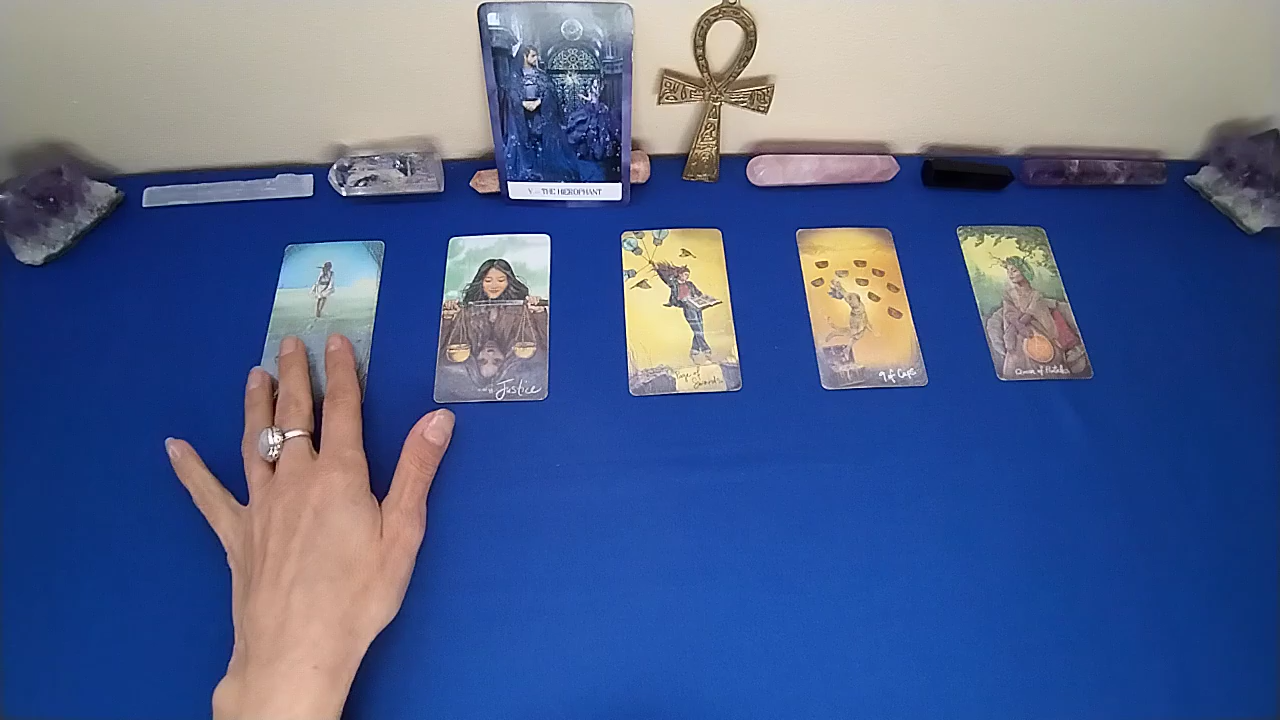 V - THE HIEROPHANT
Justice
Page of
Swords
9 of Cups
Queen of Pentacles